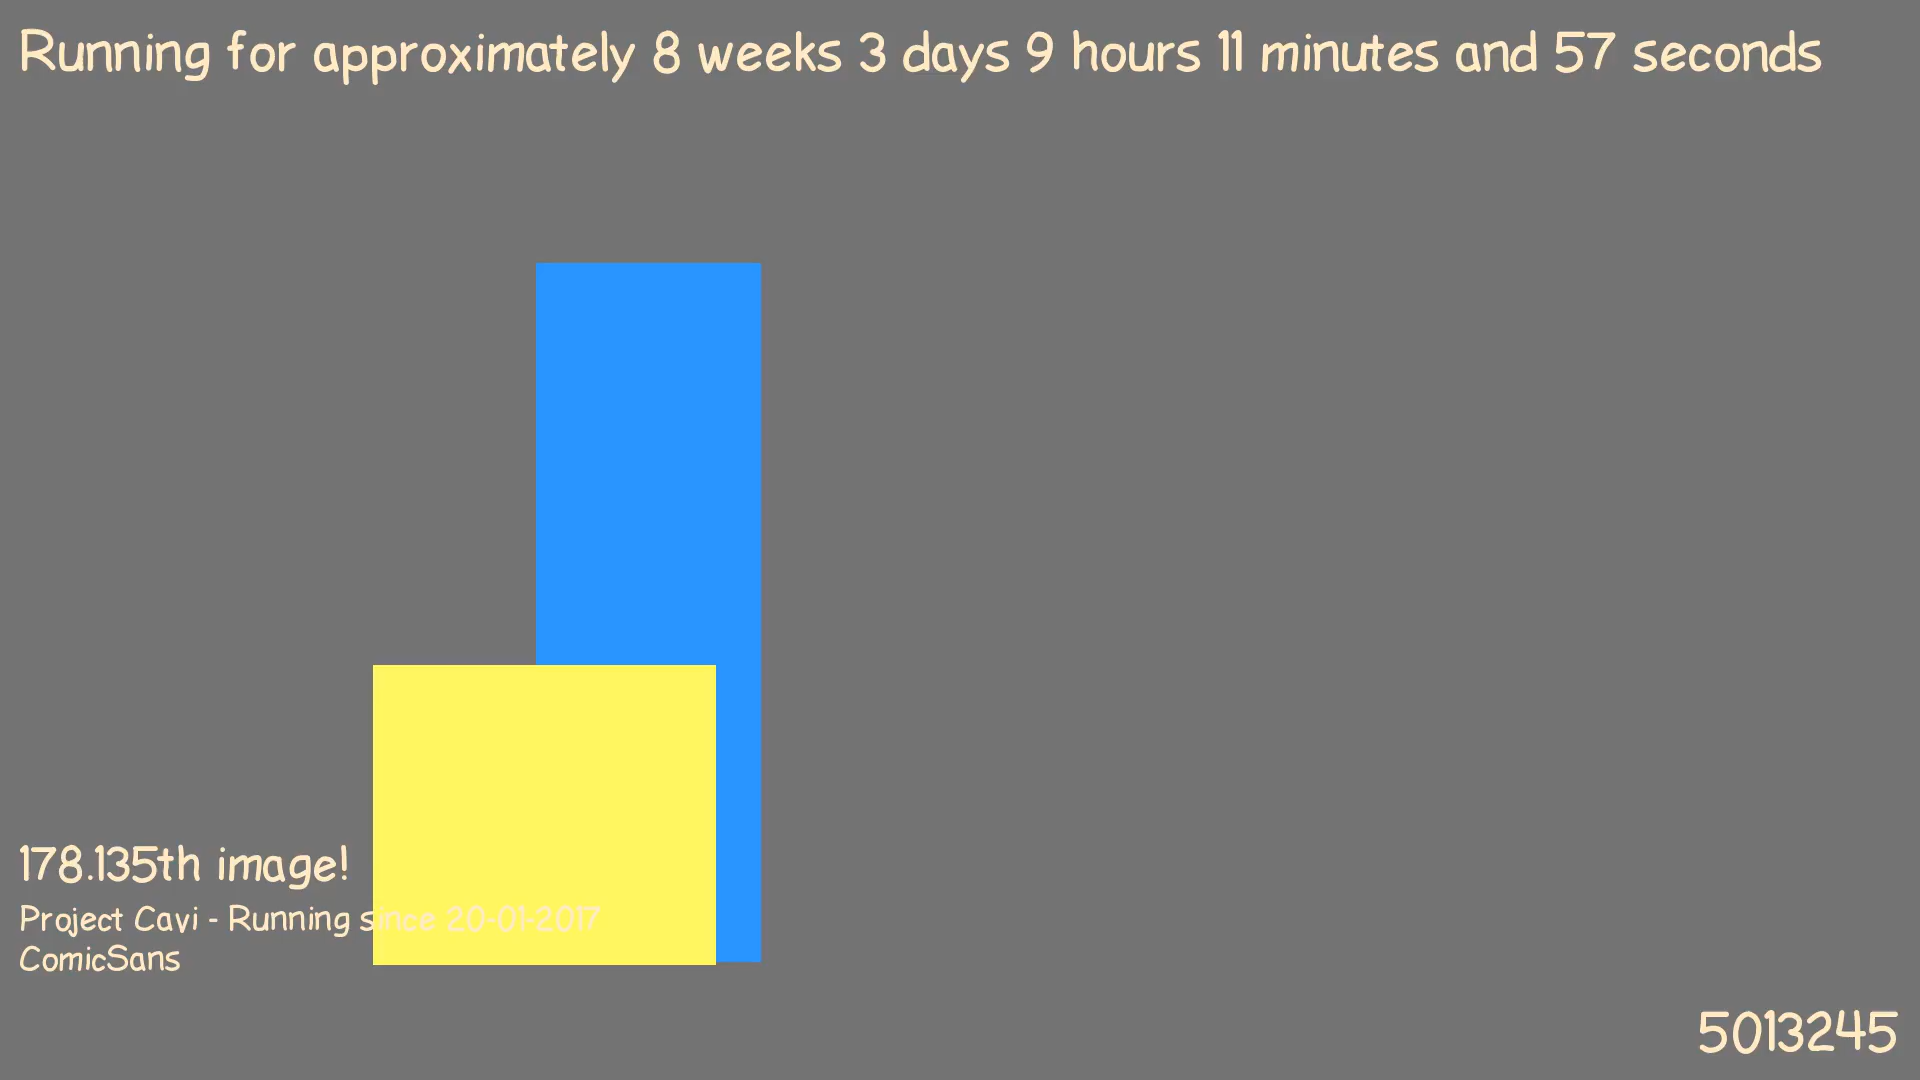 Running for approximately 8 weeks 3 days 9 hours 11 minutes and 57 seconds
178.135th image!
Project Cavi - Running since 20-01-2017
ComicSans
5013245